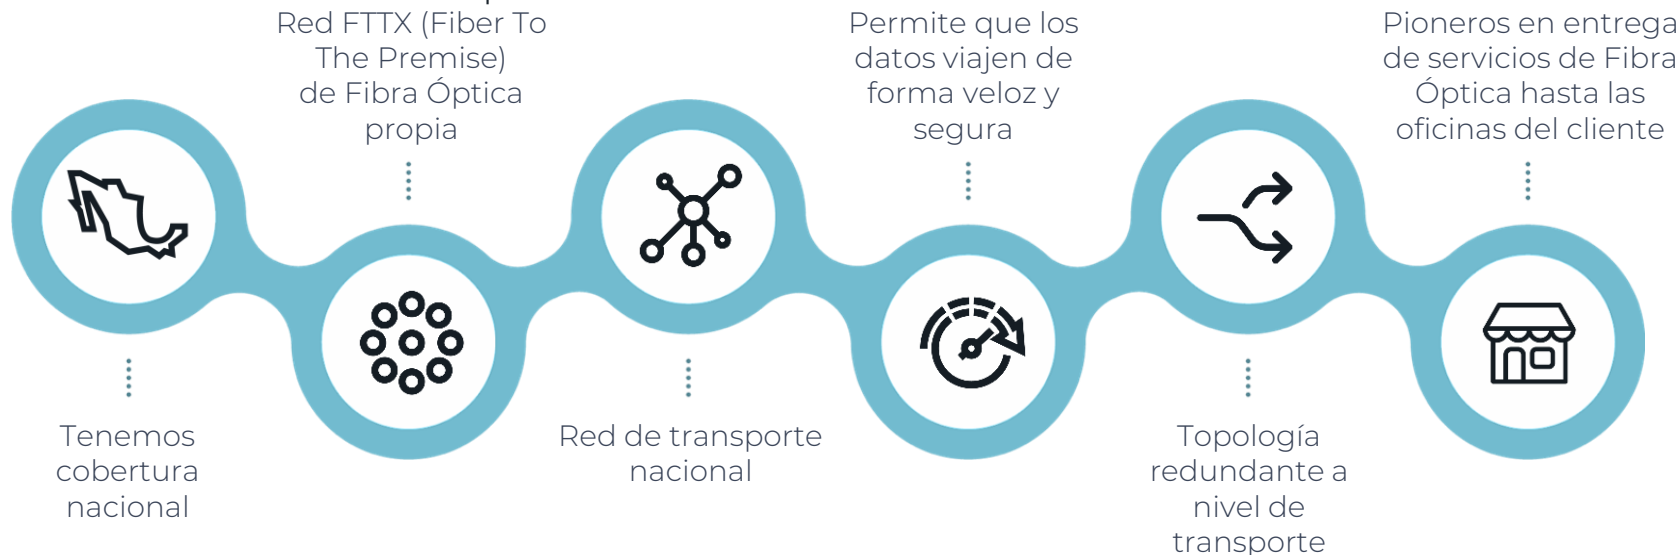 Red FTTX (Fiber To
The Premise)
de Fibra Óptica
propia
Permite que los
datos viajen de
forma veloz y
segura
Pioneros en entrega
de servicios de Fibra
Óptica hasta las
oficinas del cliente
Tenemos
cobertura
nacional
Red de transporte
nacional
Topología
redundante a
nivel de
transporte